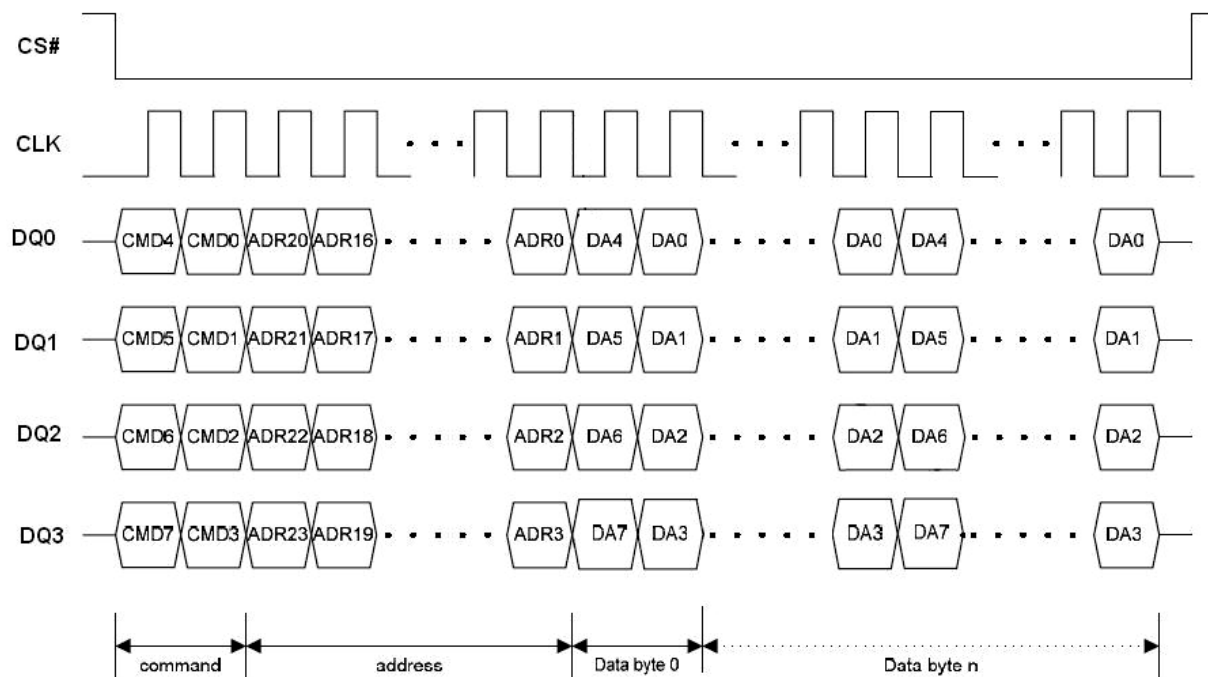 CS#
CLK
DQ0 CMD4 CMD0 ADR20 ADR16 ADR0 DA4 DA0 DA0 DA4 DA0
DQ1 CMD5 CMD1 ADR21 ADR17 ADR1 DA5 DA1 DA1 DA5 DA1
DQ2 CMD6 CMD2 ADR22 ADR18 ADR2 DA6 DA2 DA2 DA6 DA2
DQ3 CMD7 CMD3 ADR23 ADR19 ADR3 DA7 DA3 DA3 DA7 DA3
command address Data byte 0 Data byte n